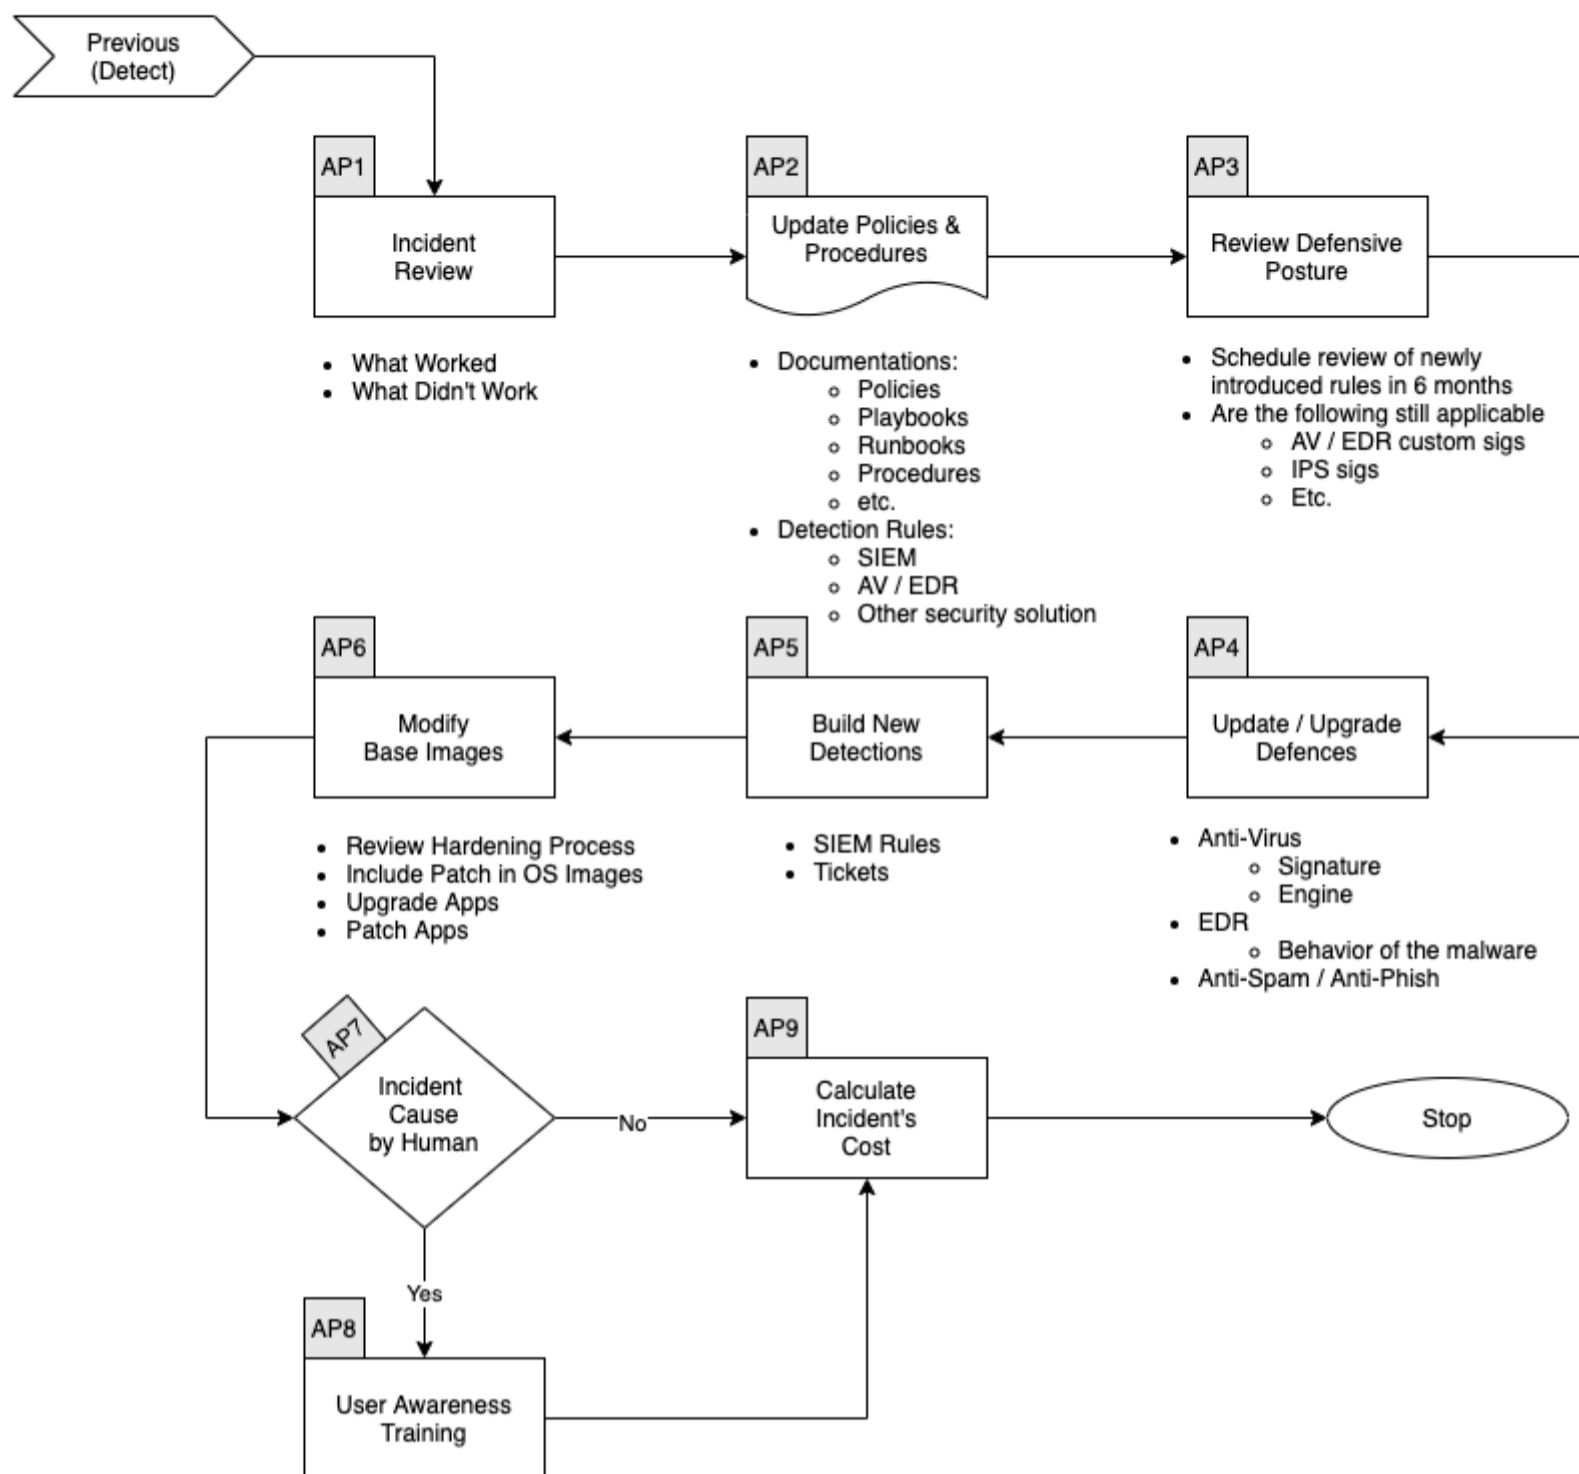 Previous
(Detect)
AP1
Incident
Review
What Worked
What Didn't Work
AP2
Update Policies &
Procedures
Documentations:
Policies
Playbooks
Runbooks
Procedures
etc.
Detection Rules:
SIEM
AV / EDR
Other security solution
AP3
Review Defensive
Posture
Schedule review of newly
introduced rules in 6 months
Are the following still applicable
AV / EDR custom sigs
IPS sigs
Etc.
AP4
Update / Upgrade
Defences
Anti-Virus
Signature
Engine
EDR
Behavior of the malware
Anti-Spam / Anti-Phish
AP5
Build New
Detections
SIEM Rules
Tickets
AP6
Modify
Base Images
Review Hardening Process
Include Patch in OS Images
Upgrade Apps
Patch Apps
AP7
Incident
Cause
by Human
No
Yes
AP8
User Awareness
Training
AP9
Calculate
Incident's
Cost
Stop